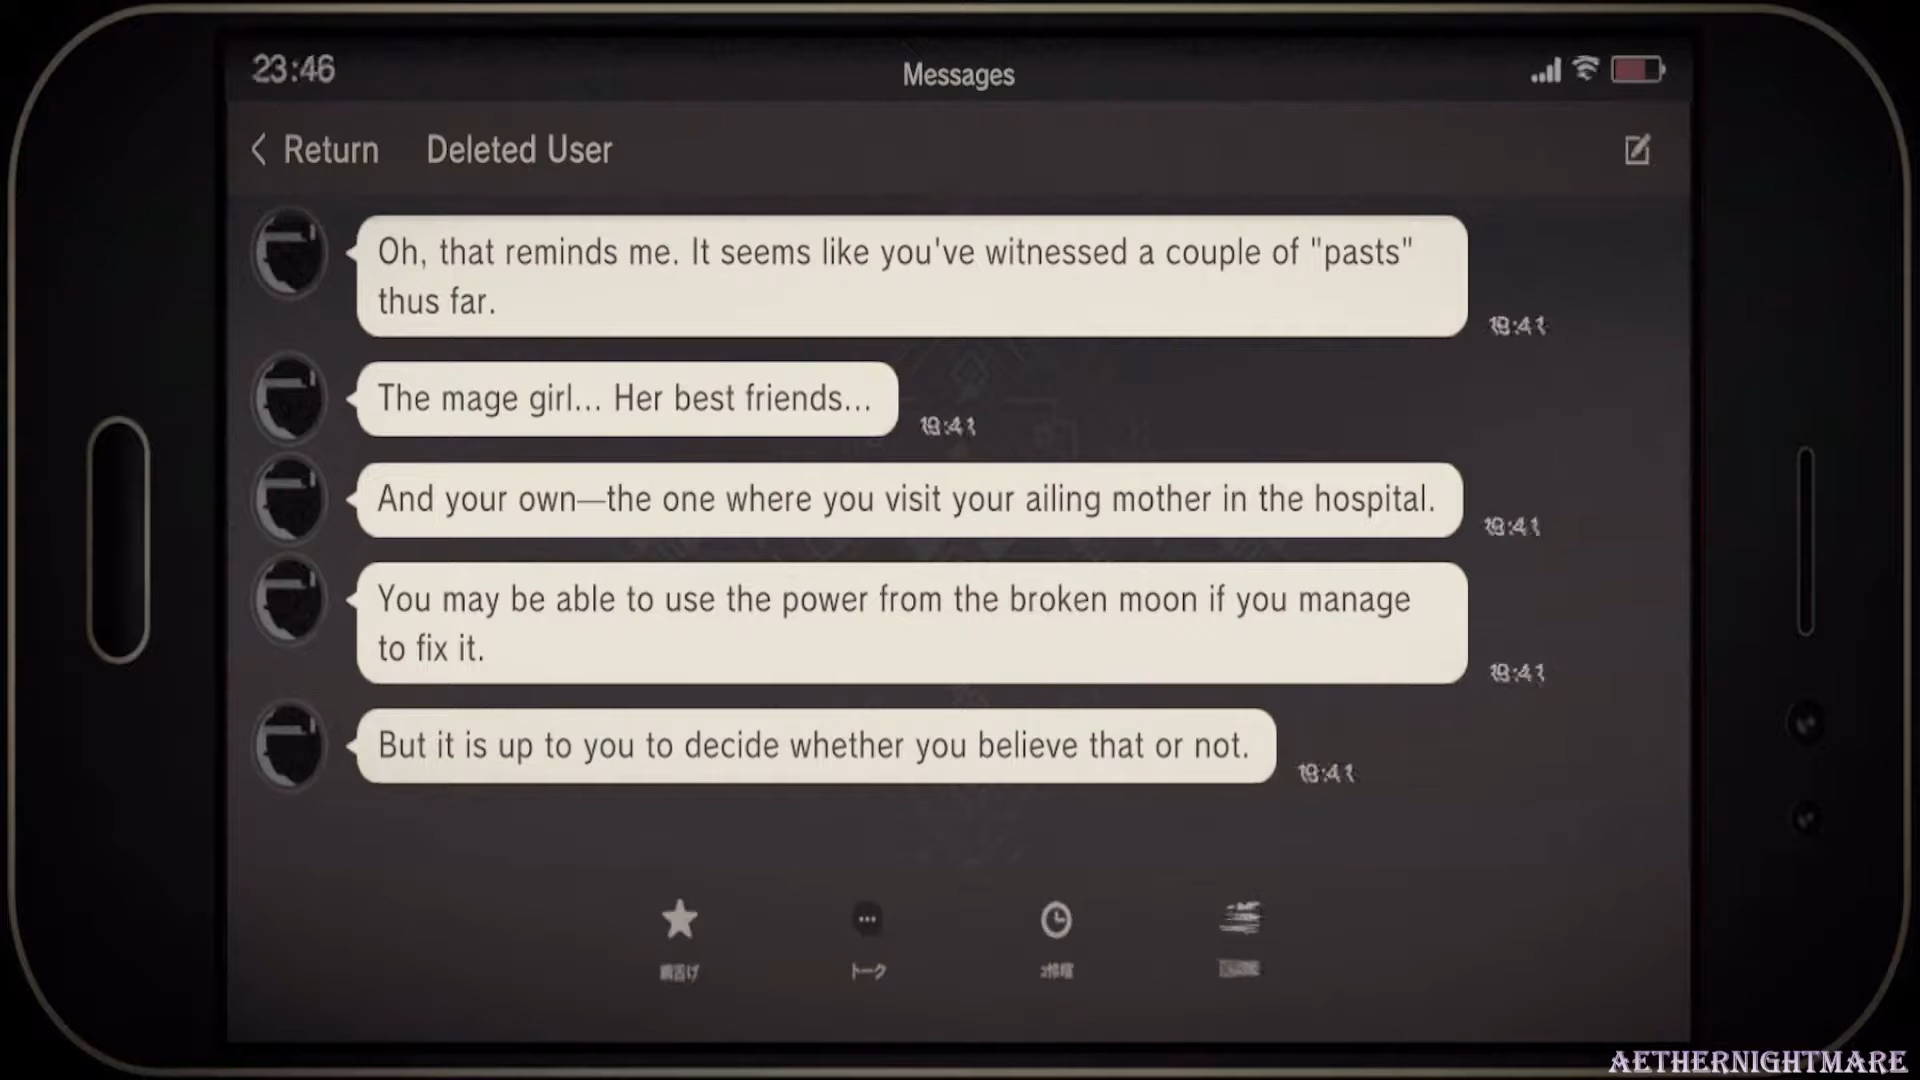 23:46
Messages
Return
Deleted User
Oh, that reminds me. It seems like you've witnessed a couple of "pasts"
thus far.
The mage girl... Her best friends...
And your own—the one where you visit your ailing mother in the hospital.
You may be able to use the power from the broken moon if you manage
to fix it.
But it is up to you to decide whether you believe that or not.
トーク
AETHERNIGHTMARE